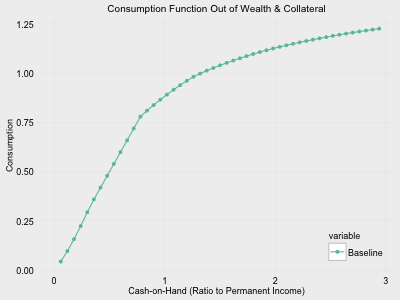 Consumption Function Out of Wealth & Collateral
1.25
1.00
0.75
0.50
0.25
0.00
Consumption
variable
Baseline
0 1 2 3
Cash-on-Hand (Ratio to Permanent Income)